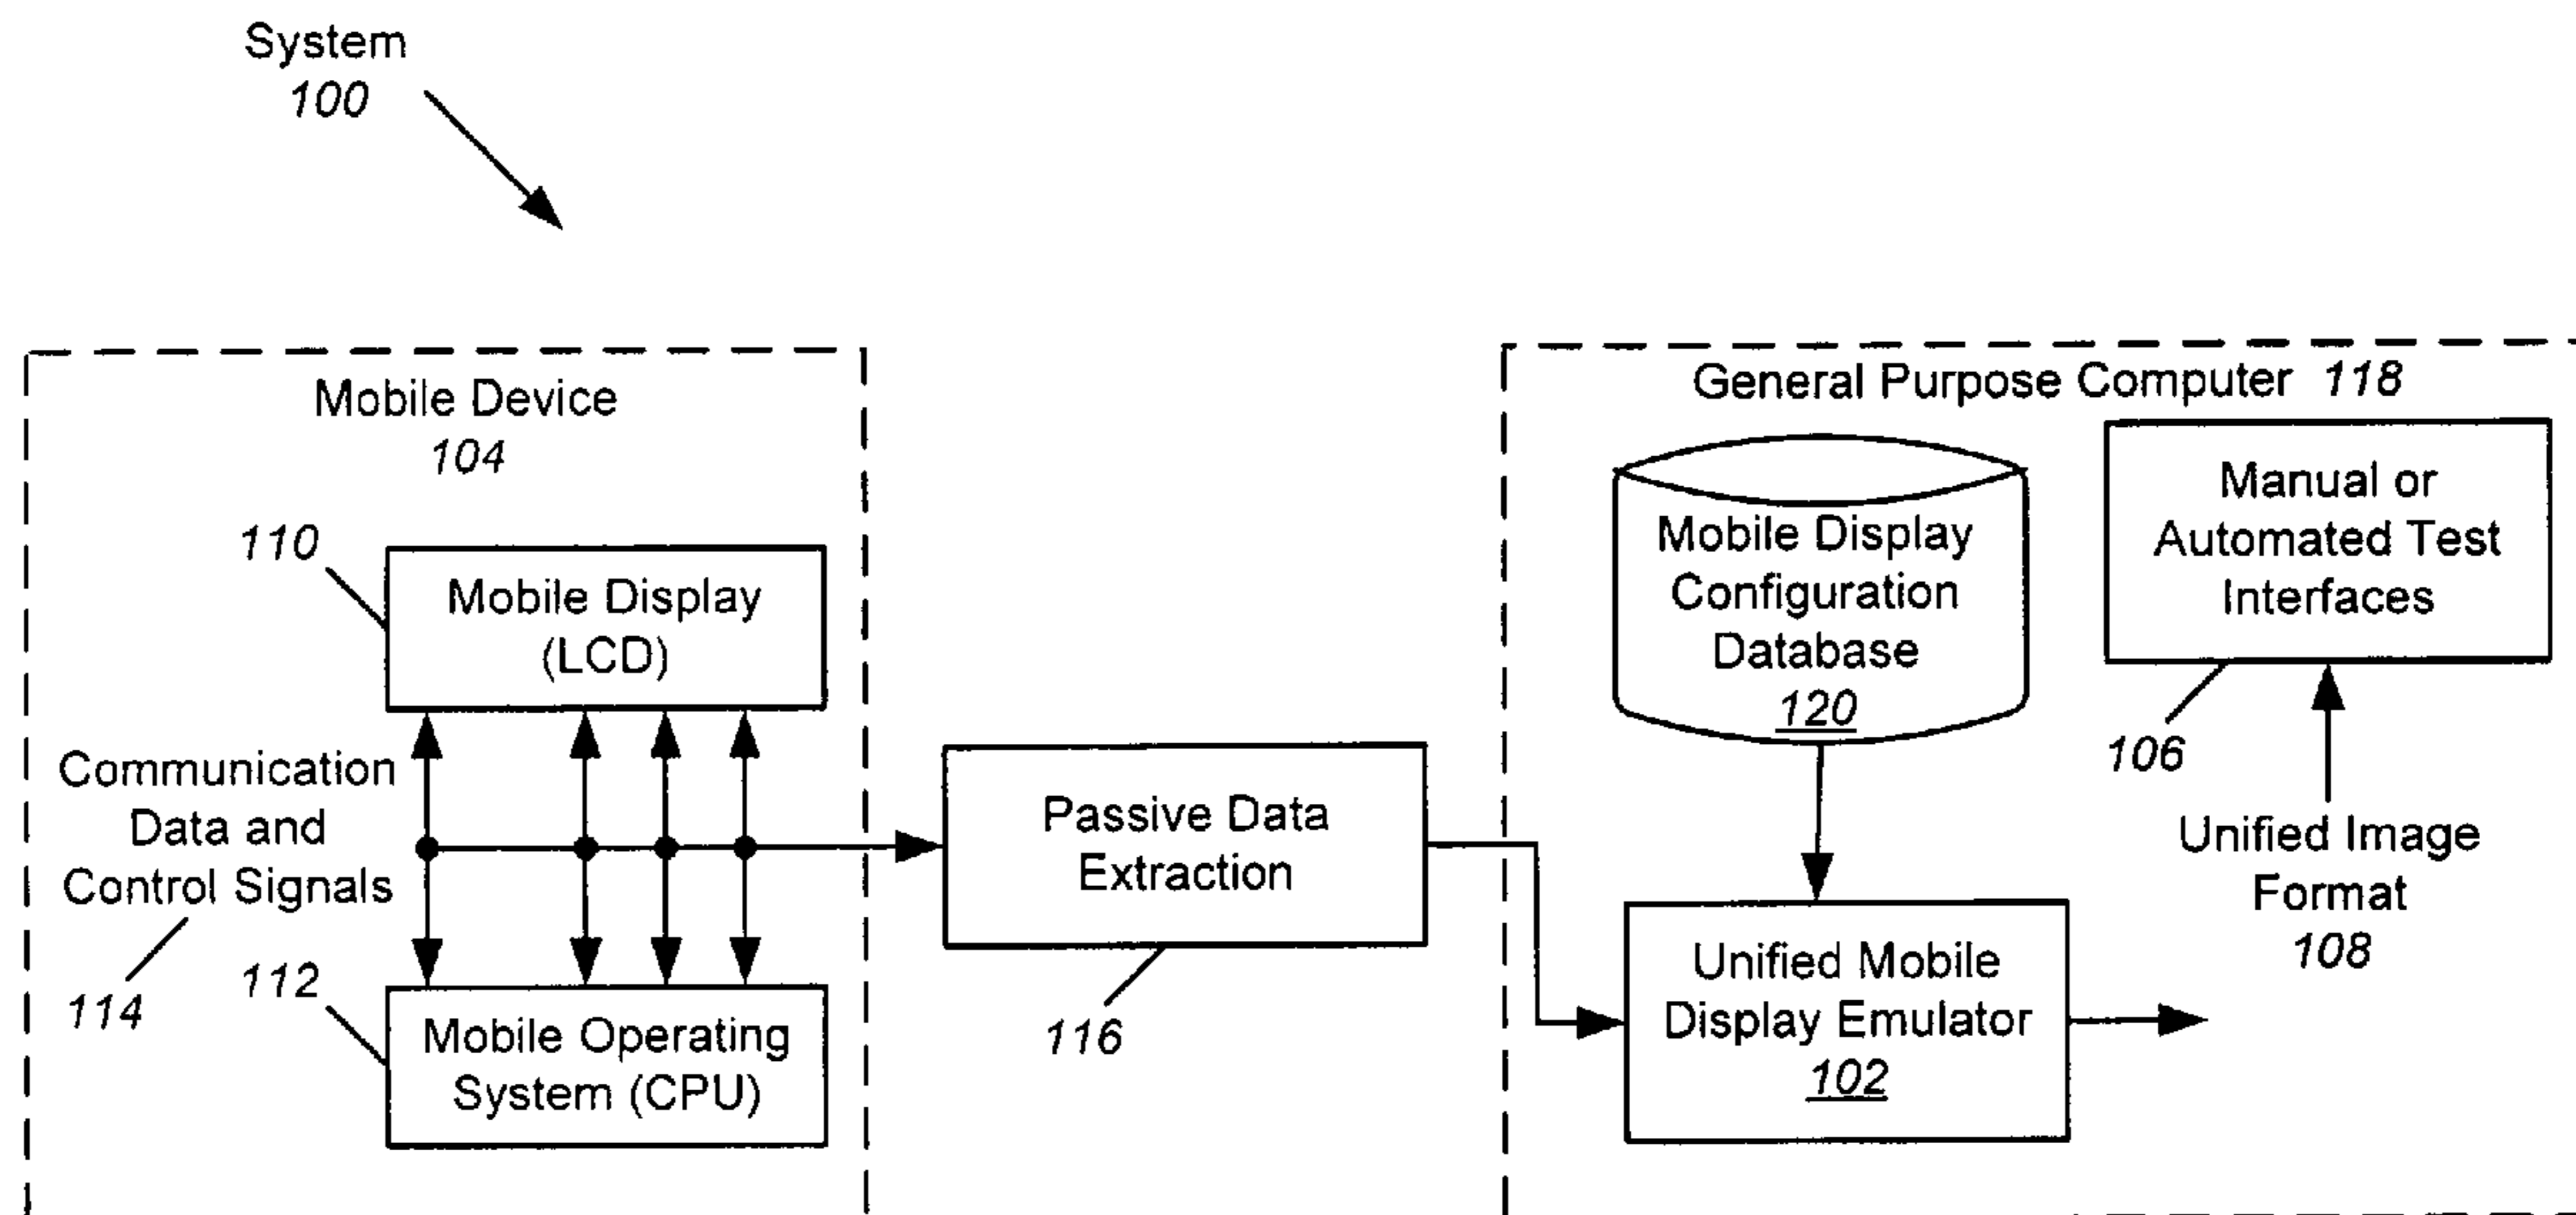 System
100
Mobile Device
104
110
Mobile Display
(LCD)
Communication
Data and
Control Signals
114
112
Mobile Operating
System (CPU)
Passive Data
Extraction
116
General Purpose Computer 118
Mobile Display
Configuration
Database
120
Manual or
Automated Test
Interfaces
106
Unified Image
Format
108
Unified Mobile
Display Emulator
102